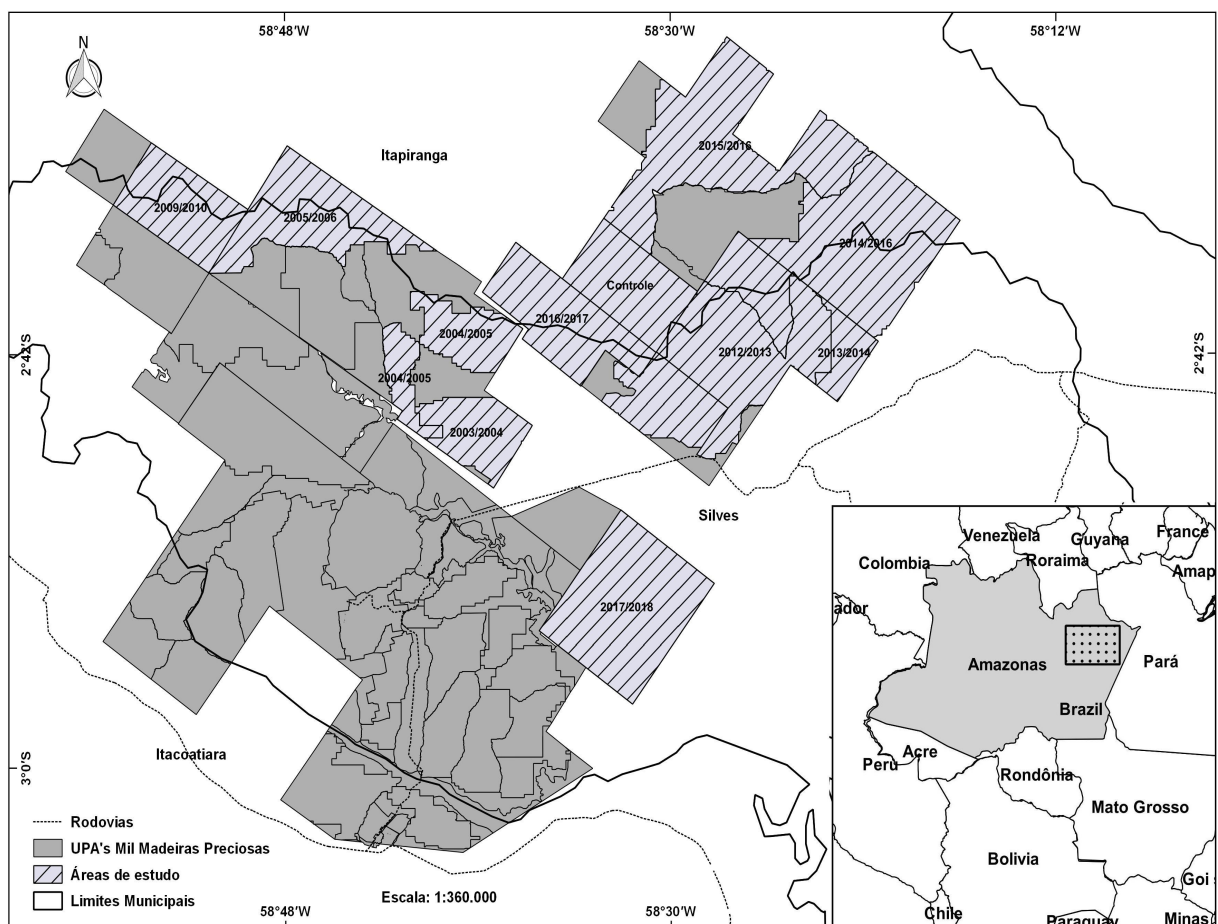 58°48'W
58°30'W
58°12'W
N
Itapiranga
2015/2016
2009/2010
2005/2006
2014/2016
Controle
2016/2017
2004/2005
2012/2013
2013/2014
2°42'S
2°42'S
2004/2005
2003/2004
Silves
2017/2018
Itacoatiara
3°0'S
Rodovias
UPA's Mil Madeiras Preciosas
Áreas de estudo
Limites Municipais
Escala: 1:360.000
58°48'W
58°30'W
Venezuela
Guyana
France
Colombia
Roraima
Amap
ador
Amazonas
Pará
Brazil
Acre
Peru
Rondônia
Mato Grosso
Bolivia
Goi
Chile
Paraguay
Minas